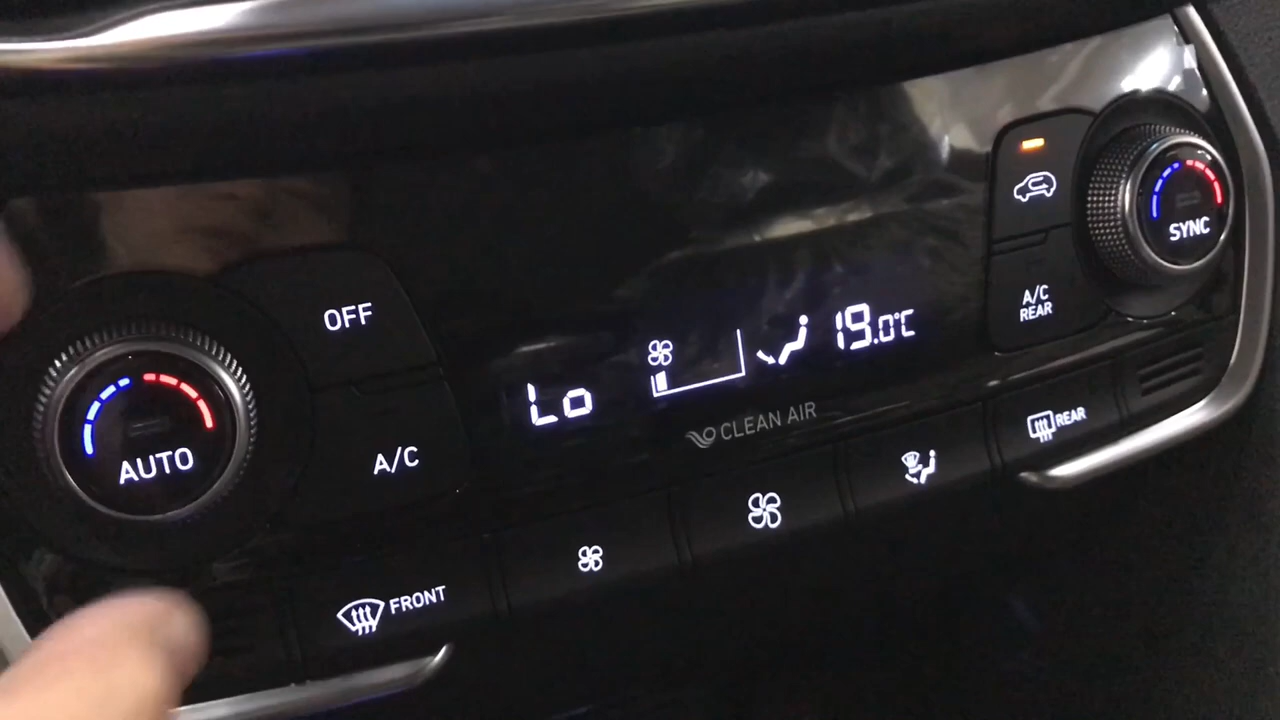 OFF
AUTO
A/C
Lo
19.0°C
CLEAN AIR
FRONT
REAR
A/C
REAR
SYNC